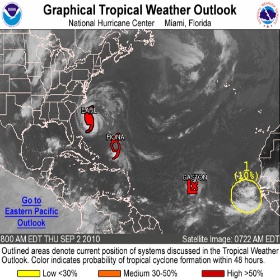 Graphical Tropical Weather Outlook
National Hurricane Center Miami, Florida
EARL
FIONA
GASTON
1
(10%)
Go to
Eastern Pacific
Outlook
800 AM EDT THU SEP 2 2010 Satellite Image: 0722 AM EDT
Outlined areas denote current position of systems discussed in the Tropical Weather
Outlook. Color indicates probability of tropical cyclone formation within 48 hours.
Low <30% Medium 30-50% High >50%